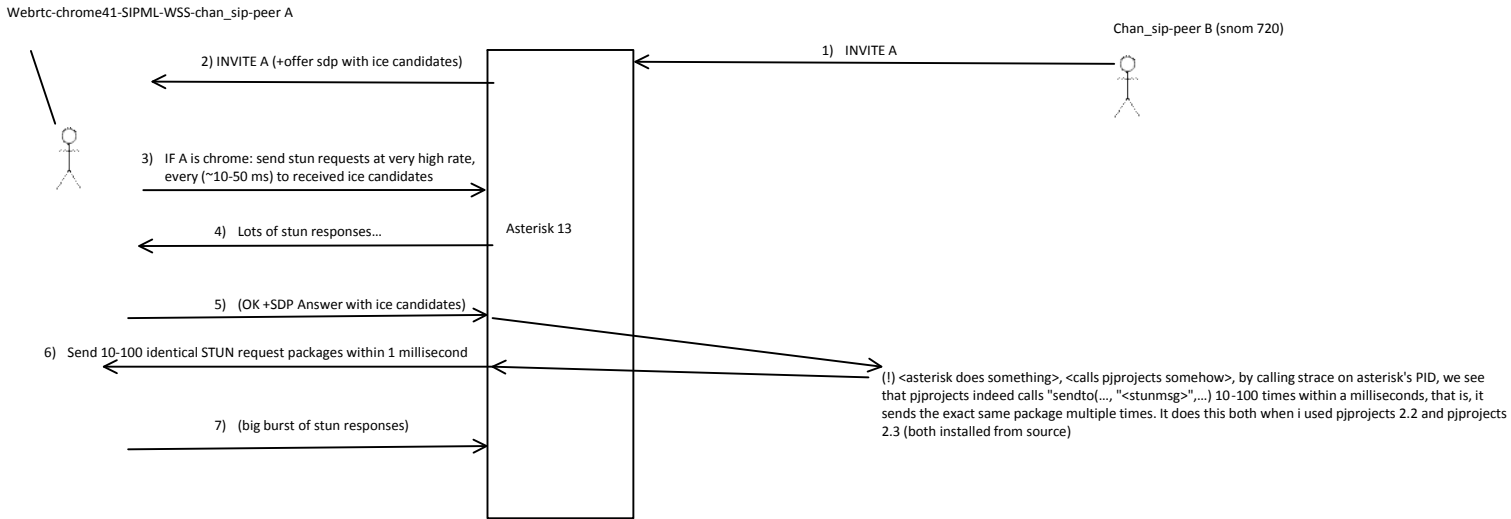 Webrtc-chrome41-SIPML-WSS-chan_sip-peer A
Chan_sip-peer B (snom 720)
1) INVITE A
2) INVITE A (+offer sdp with ice candidates)
3) IF A is chrome: send stun requests at very high rate,
every (~10-50 ms) to received ice candidates
Asterisk 13
4) Lots of stun responses...
5) (OK +SDP Answer with ice candidates)
6) Send 10-100 identical STUN request packages within 1 millisecond
(!) <asterisk does something>, <calls pjprojects somehow>, by calling strace on asterisk's PID, we see
that pjprojects indeed calls "sendto(..., "<stunmsg>",...) 10-100 times within a milliseconds, that is, it
sends the exact same package multiple times. It does this both when i used pjprojects 2.2 and pjprojects
2.3 (both installed from source)
7) (big burst of stun responses)